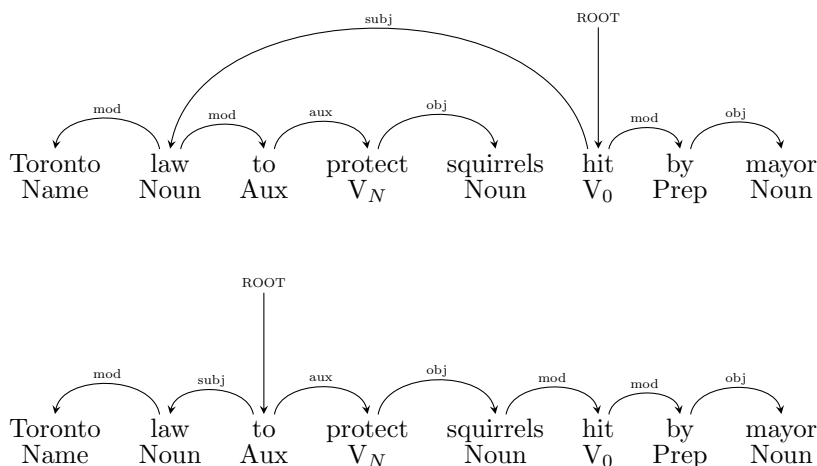 ROOT
subj
mod mod aux obj mod obj
Toronto law to protect squirrels hit by mayor
Name Noun Aux V_N Noun V_0 Prep Noun
ROOT
mod subj aux obj mod mod obj
Toronto law to protect squirrels hit by mayor
Name Noun Aux V_N Noun V_0 Prep Noun